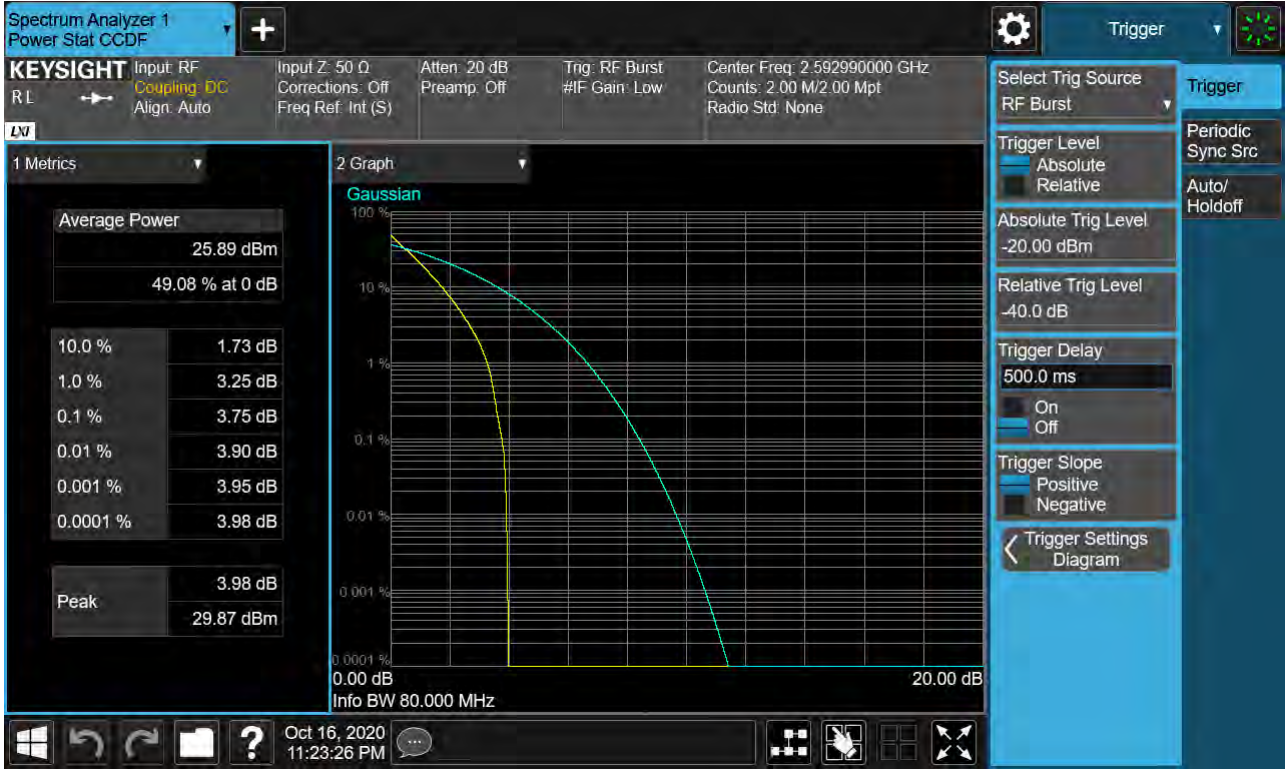 Spectrum Analyzer 1
Power Stat CCDF
+
Trigger
KEYSIGHT
RL
LXI
Input: RF
Coupling: DC
Align: Auto
Input Z: 50 Ω
Corrections: Off
Freq Ref: Int (S)
Atten: 20 dB
Preamp: Off
Trig: RF Burst
#IF Gain: Low
Center Freq: 2.592990000 GHz
Counts: 2.00 M/2.00 Mpt
Radio Std: None
1 Metrics
Average Power
25.89 dBm
49.08 % at 0 dB
10.0 % 1.73 dB
1.0 % 3.25 dB
0.1 % 3.75 dB
0.01 % 3.90 dB
0.001 % 3.95 dB
0.0001 % 3.98 dB
Peak
3.98 dB
29.87 dBm
2 Graph
Gaussian
100 %
10 %
1 %
0.1 %
0.01 %
0.001 %
0.0001 %
0.00 dB 20.00 dB
Info BW 80.000 MHz
Select Trig Source
RF Burst
Trigger Level
Absolute
Relative
Absolute Trig Level
-20.00 dBm
Relative Trig Level
-40.0 dB
Trigger Delay
500.0 ms
On
Off
Trigger Slope
Positive
Negative
Trigger Settings
Diagram
Trigger
Periodic
Sync Src
Auto/
Holdoff
?
Oct 16, 2020
11:23:26 PM